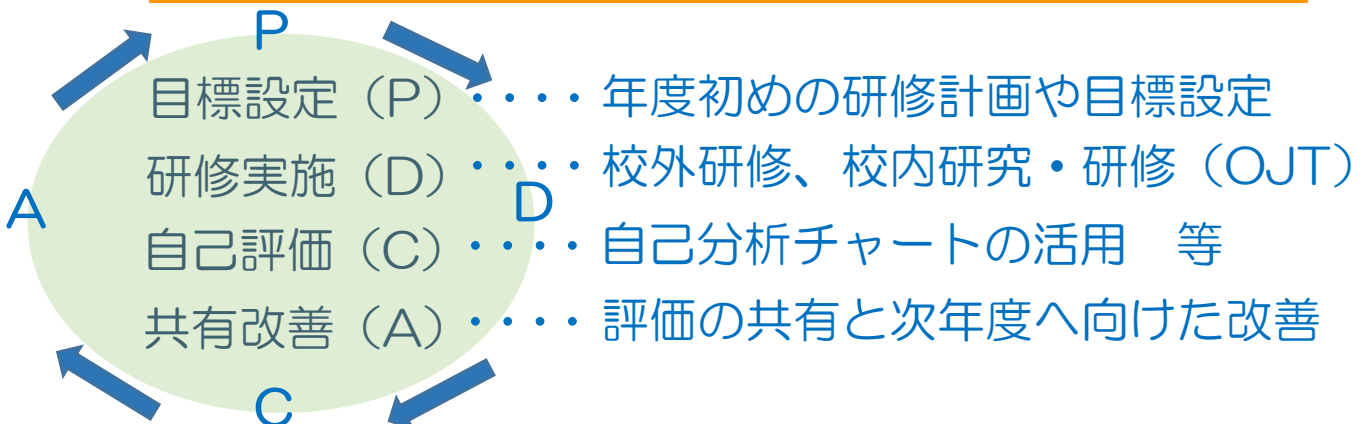 P
目標設定（P）・・・・ 年度初めの研修計画や目標設定
研修実施（D）・・・・ 校外研修、校内研究・研修（OJT）
A
D
自己評価（C）・・・・ 自己分析チャートの活用　等
共有改善（A）・・・・ 評価の共有と次年度へ向けた改善
C